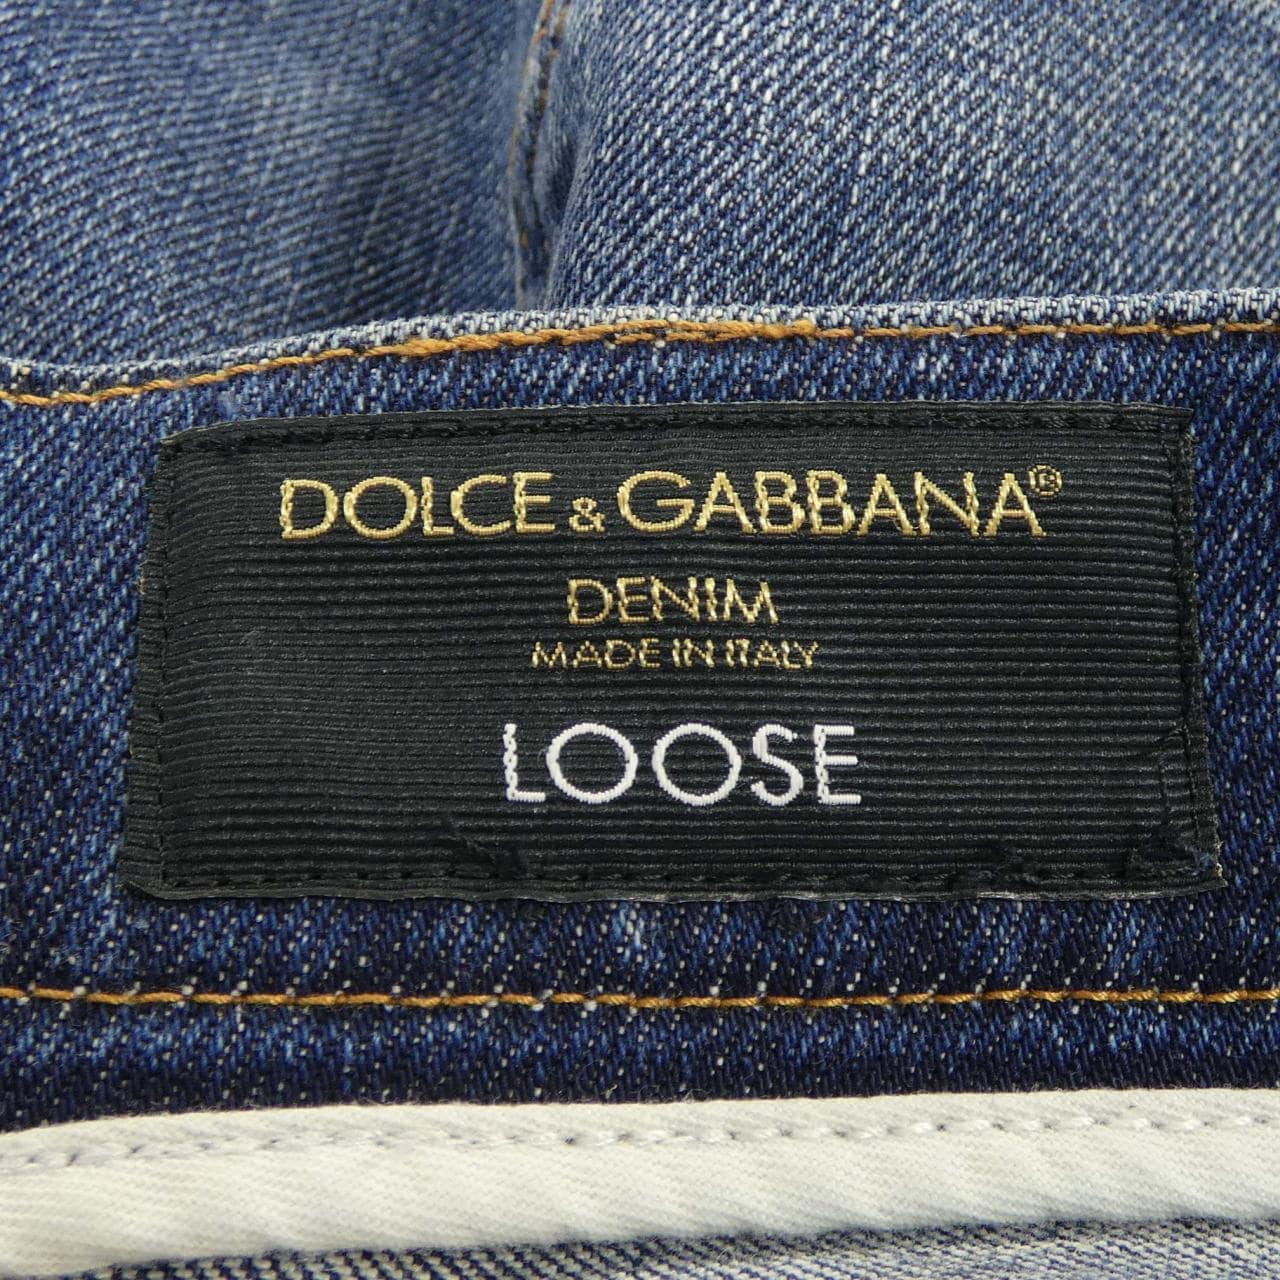 DOLCE & GABBANA®
DENIM
MADE IN ITALY
LOOSE